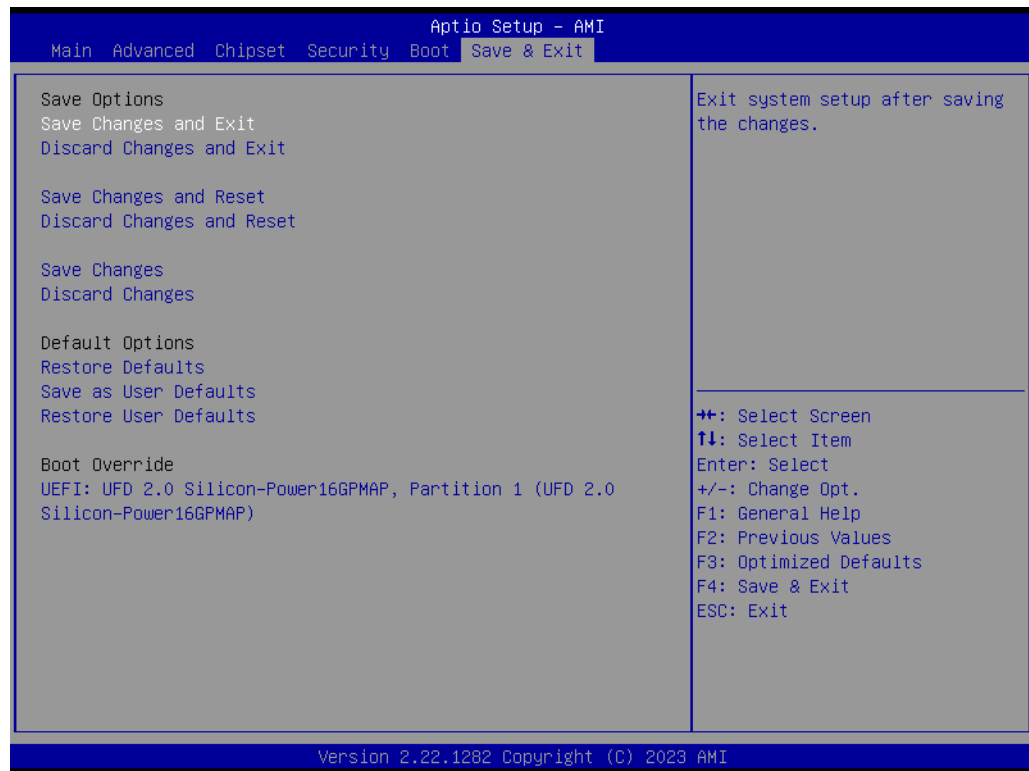 Aptio Setup – AMI
Main Advanced Chipset Security Boot Save & Exit
Save Options
Save Changes and Exit
Discard Changes and Exit
Save Changes and Reset
Discard Changes and Reset
Save Changes
Discard Changes
Default Options
Restore Defaults
Save as User Defaults
Restore User Defaults
Boot Override
UEFI: UFD 2.0 Silicon-Power16GPMAP, Partition 1 (UFD 2.0
Silicon-Power16GPMAP)
Exit system setup after saving
the changes.
→←: Select Screen
↑↓: Select Item
Enter: Select
+/-: Change Opt.
F1: General Help
F2: Previous Values
F3: Optimized Defaults
F4: Save & Exit
ESC: Exit
Version 2.22.1282 Copyright (C) 2023 AMI